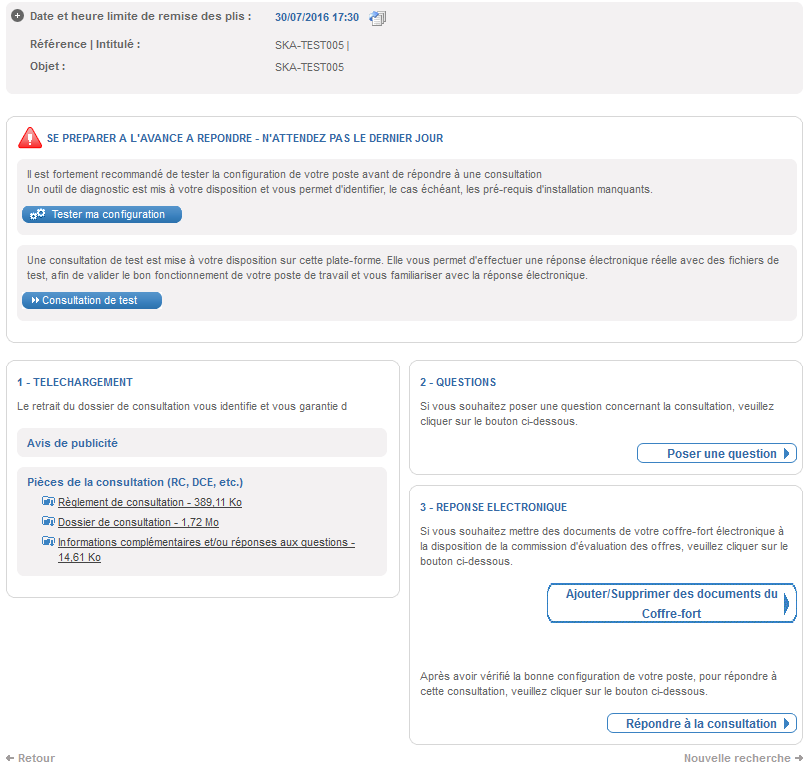 Date et heure limite de remise des plis : 30/07/2016 17:30
Référence | Intitulé : SKA-TEST005 |
Objet : SKA-TEST005
SE PREPARER A L'AVANCE A REPONDRE - N'ATTENDEZ PAS LE DERNIER JOUR
Il est fortement recommandé de tester la configuration de votre poste avant de répondre à une consultation
Un outil de diagnostic est mis à votre disposition et vous permet d'identifier, le cas échéant, les pré-requis d'installation manquants.
Tester ma configuration
Une consultation de test est mise à votre disposition sur cette plate-forme. Elle vous permet d'effectuer une réponse électronique réelle avec des fichiers de
test, afin de valider le bon fonctionnement de votre poste de travail et vous familiariser avec la réponse électronique.
Consultation de test
1 - TELECHARGEMENT
Le retrait du dossier de consultation vous identifie et vous garantie d
Avis de publicité
Pièces de la consultation (RC, DCE, etc.)
Règlement de consultation - 389,11 Ko
Dossier de consultation - 1,72 Mo
Informations complémentaires et/ou réponses aux questions -
14,61 Ko
2 - QUESTIONS
Si vous souhaitez poser une question concernant la consultation, veuillez
cliquer sur le bouton ci-dessous.
Poser une question
3 - REPONSE ELECTRONIQUE
Si vous souhaitez mettre des documents de votre coffre-fort électronique à
la disposition de la commission d'évaluation des offres, veuillez cliquer sur le
bouton ci-dessous.
Ajouter/Supprimer des documents du
Coffre-fort
Après avoir vérifié la bonne configuration de votre poste, pour répondre à
cette consultation, veuillez cliquer sur le bouton ci-dessous.
Répondre à la consultation
Retour
Nouvelle recherche